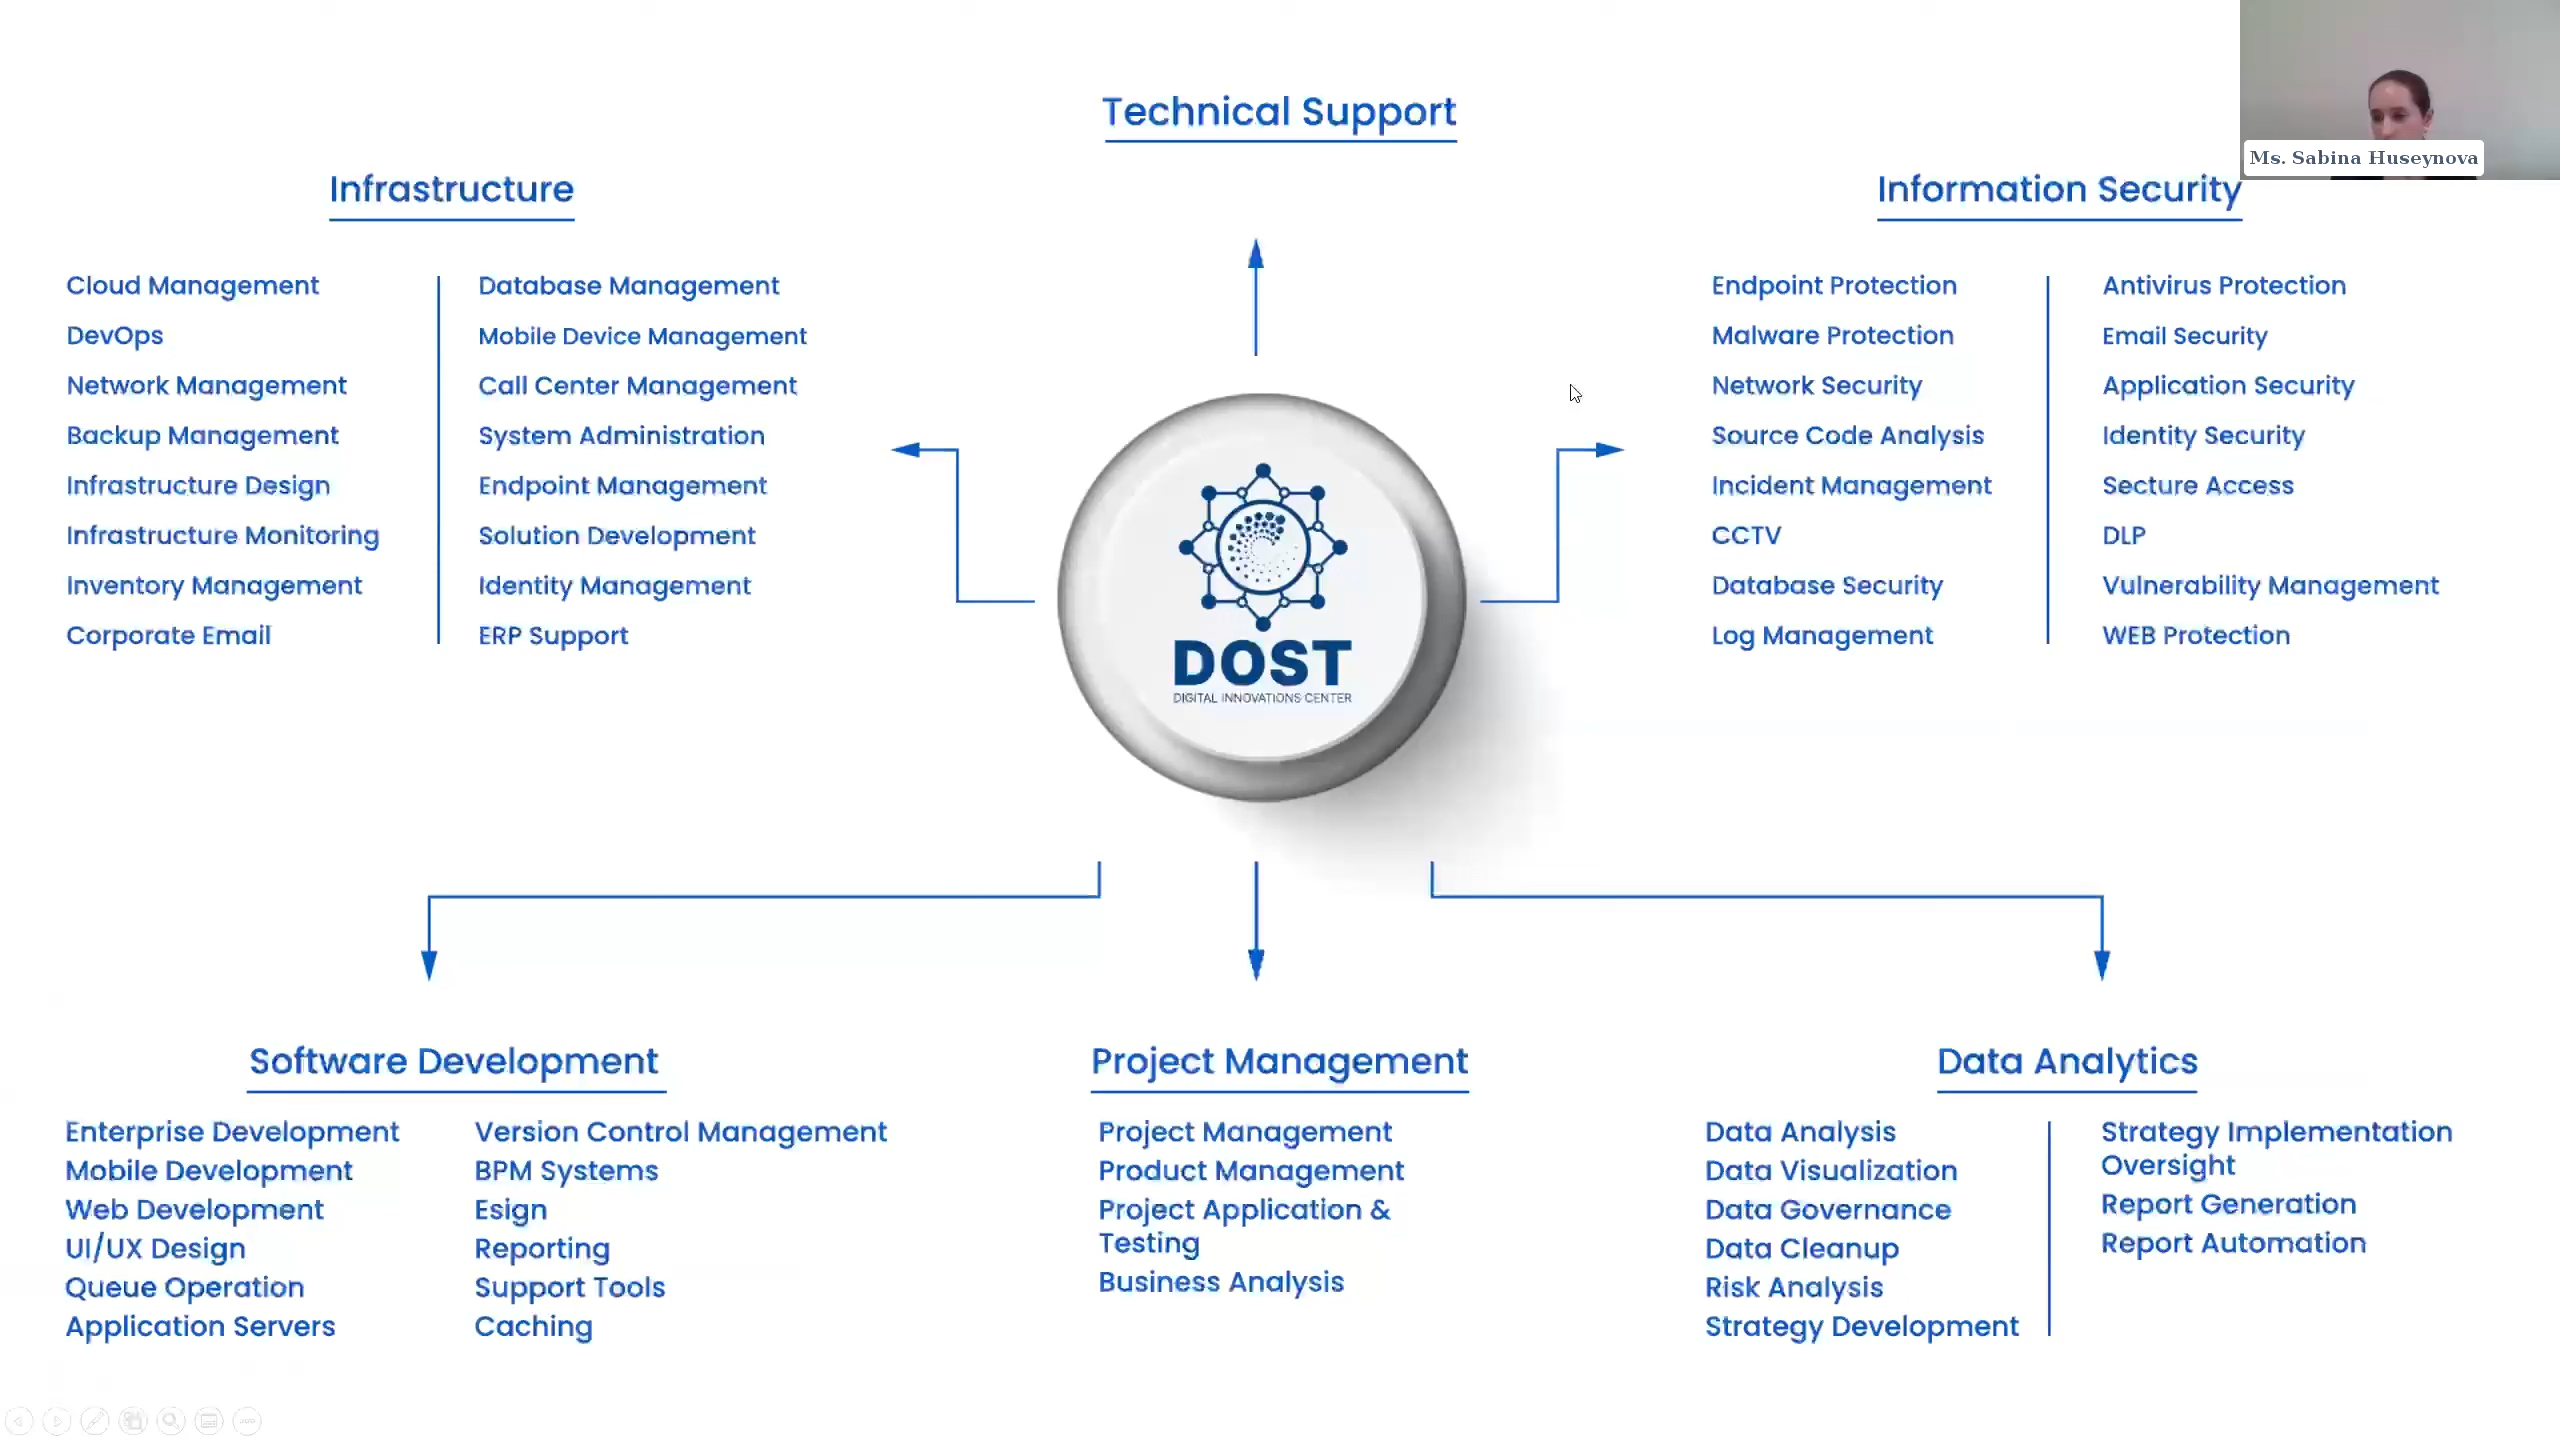 Technical Support
Ms. Sabina Huseynova
Infrastructure
Cloud Management
DevOps
Network Management
Backup Management
Infrastructure Design
Infrastructure Monitoring
Inventory Management
Corporate Email
Database Management
Mobile Device Management
Call Center Management
System Administration
Endpoint Management
Solution Development
Identity Management
ERP Support
DOST
DIGITAL INNOVATIONS CENTER
Information Security
Endpoint Protection
Malware Protection
Network Security
Source Code Analysis
Incident Management
CCTV
Database Security
Log Management
Antivirus Protection
Email Security
Application Security
Identity Security
Secture Access
DLP
Vulnerability Management
WEB Protection
Software Development
Enterprise Development
Mobile Development
Web Development
UI/UX Design
Queue Operation
Application Servers
Version Control Management
BPM Systems
Esign
Reporting
Support Tools
Caching
Project Management
Project Management
Product Management
Project Application &
Testing
Business Analysis
Data Analytics
Data Analysis
Data Visualization
Data Governance
Data Cleanup
Risk Analysis
Strategy Development
Strategy Implementation
Oversight
Report Generation
Report Automation